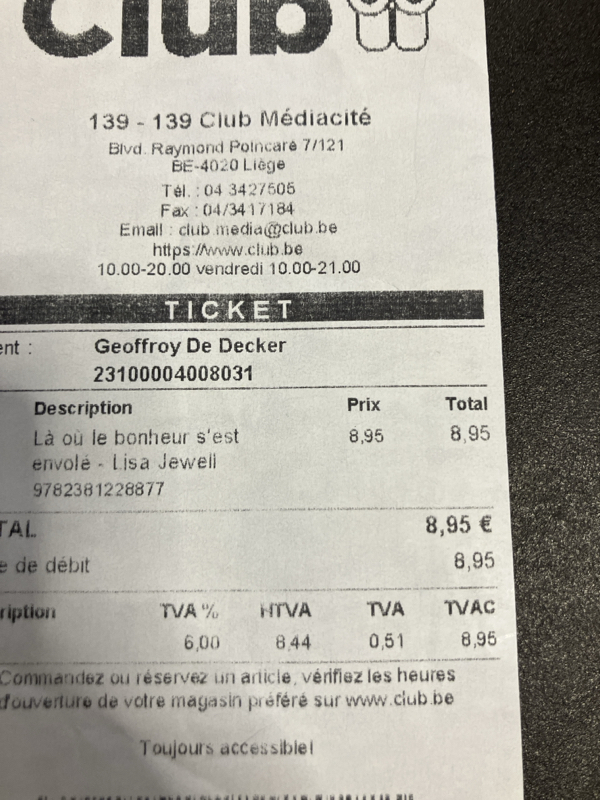 Club
139 - 139 Club Médiacité
Blvd. Raymond Poincaré 7/121
BE-4020 Liège
Tél. : 04 3427505
Fax : 04/3417184
Email : club.media@club.be
https://www.club.be
10.00-20.00 vendredi 10.00-21.00
TICKET
ent : Geoffroy De Decker
23100004008031
Description Prix Total
Là où le bonheur s'est 8,95 8,95
envolé - Lisa Jewell
9782381228877
TAL 8,95 €
e de débit 8,95
ription TVA % HTVA TVA TVAC
6,00 8,44 0,51 8,95
Commandez ou réservez un article, vérifiez les heures
d'ouverture de votre magasin préféré sur www.club.be
Toujours accessible!